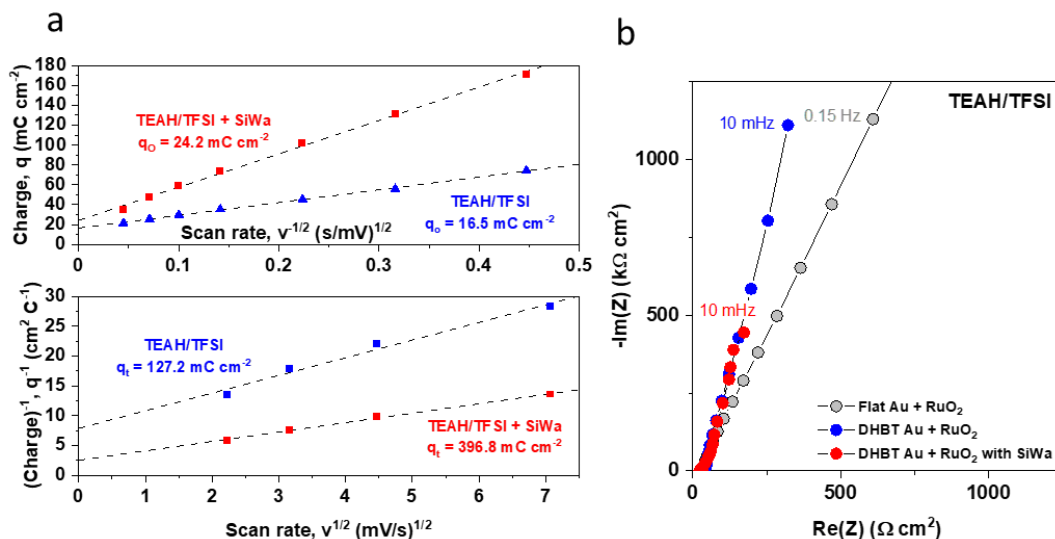 a
180
160
140
120
100
80
60
40
20
0
Charge, q (mC cm⁻²)
TEAH/TFSI + SiWa
qO = 24.2 mC cm⁻²
TEAH/TFSI
qo = 16.5 mC cm⁻²
Scan rate, v⁻¹/² (s/mV)¹/²
0 0.1 0.2 0.3 0.4 0.5
30
25
20
15
10
5
0
(Charge)⁻¹, q⁻¹ (cm² C⁻¹)
TEAH/TFSI
qt = 127.2 mC cm⁻²
TEAH/TFSI + SiWa
qt = 396.8 mC cm⁻²
0 1 2 3 4 5 6 7
Scan rate, v¹/² (mV/s)¹/²
b
TEAH/TFSI
10 mHz
0.15 Hz
10 mHz
1000
500
0
-Im(Z) (kΩ cm²)
Flat Au + RuO₂
DHBT Au + RuO₂
DHBT Au + RuO₂ with SiWa
0 250 500 750 1000
Re(Z) (Ω cm²)